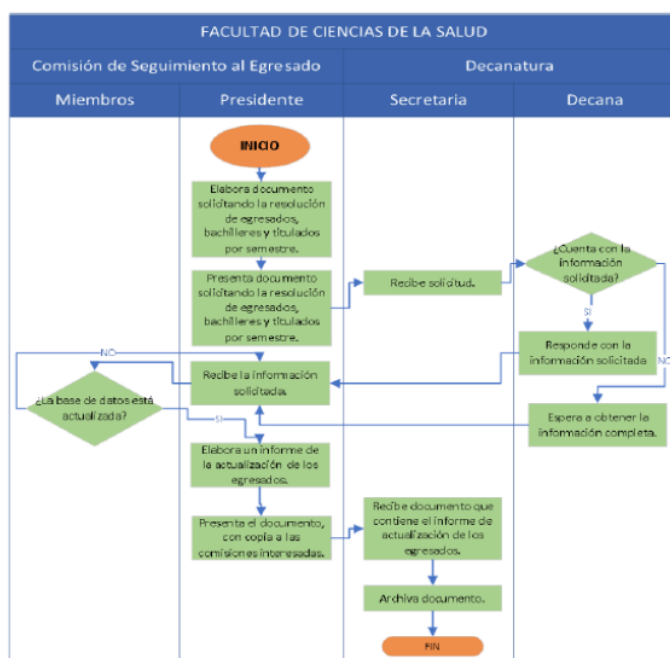 FACULTAD DE CIENCIAS DE LA SALUD
Comisión de Seguimiento al Egresado
Decanatura
Miembros
Presidente
Secretaria
Decana
INICIO
Elabora documento
solicitando la resolución
de egresados,
bachilleres y titulados
por semestre.
Presenta documento
solicitando la resolución
de egresados,
bachilleres y titulados
por semestre.
Recibe solicitud.
¿Cuenta con la
información
solicitada?
SI
NO
Responde con la
información solicitada
NO
Recibe la información
solicitada.
¿La base de datos está
actualizada?
SI
Espera a obtener la
información completa.
Elabora un informe de
la actualización de los
egresados.
Presenta el documento,
con copia a las
comisiones interesadas.
Recibe documento que
contiene el informe de
actualización de los
egresados.
Archiva documento.
FIN